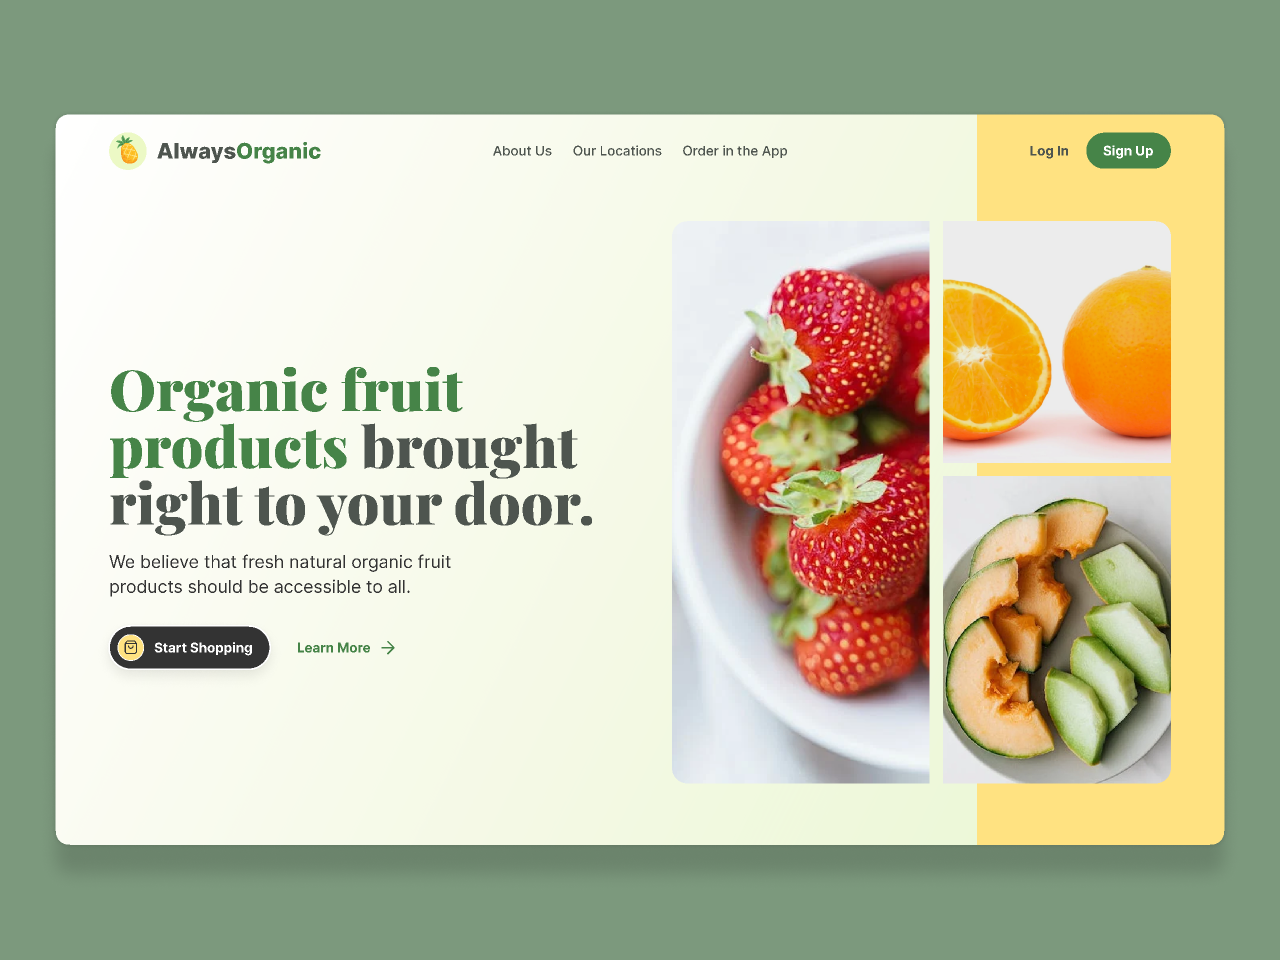 AlwaysOrganic
About Us
Our Locations
Order in the App
Log In
Sign Up
Organic fruit
products brought
right to your door.
We believe that fresh natural organic fruit
products should be accessible to all.
Start Shopping
Learn More